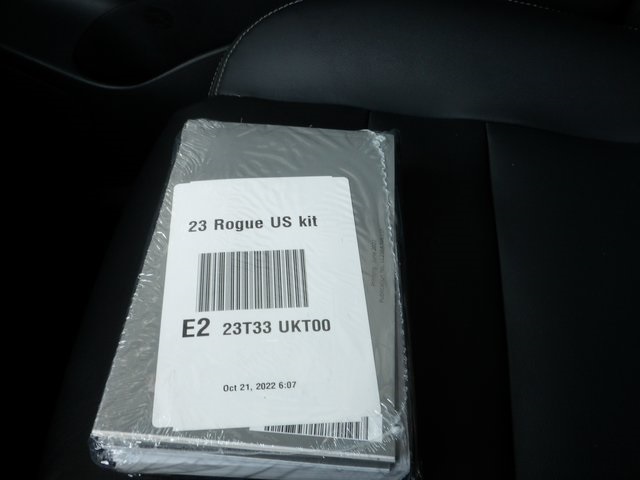 23 Rogue US kit
E2 23T33 UKT00
Oct 21, 2022 6:07